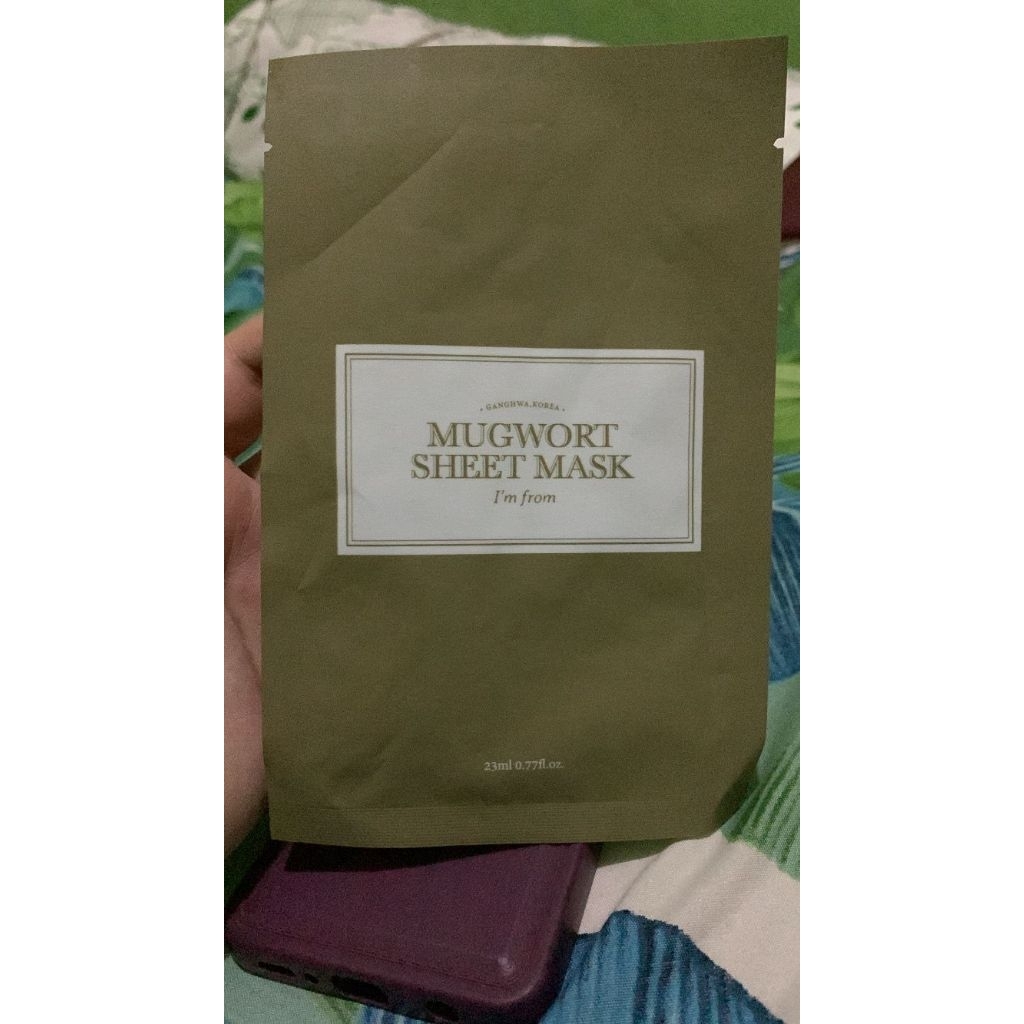 • GANGHWA, KOREA •
MUGWORT
SHEET MASK
I'm from
23ml 0.77fl.oz.